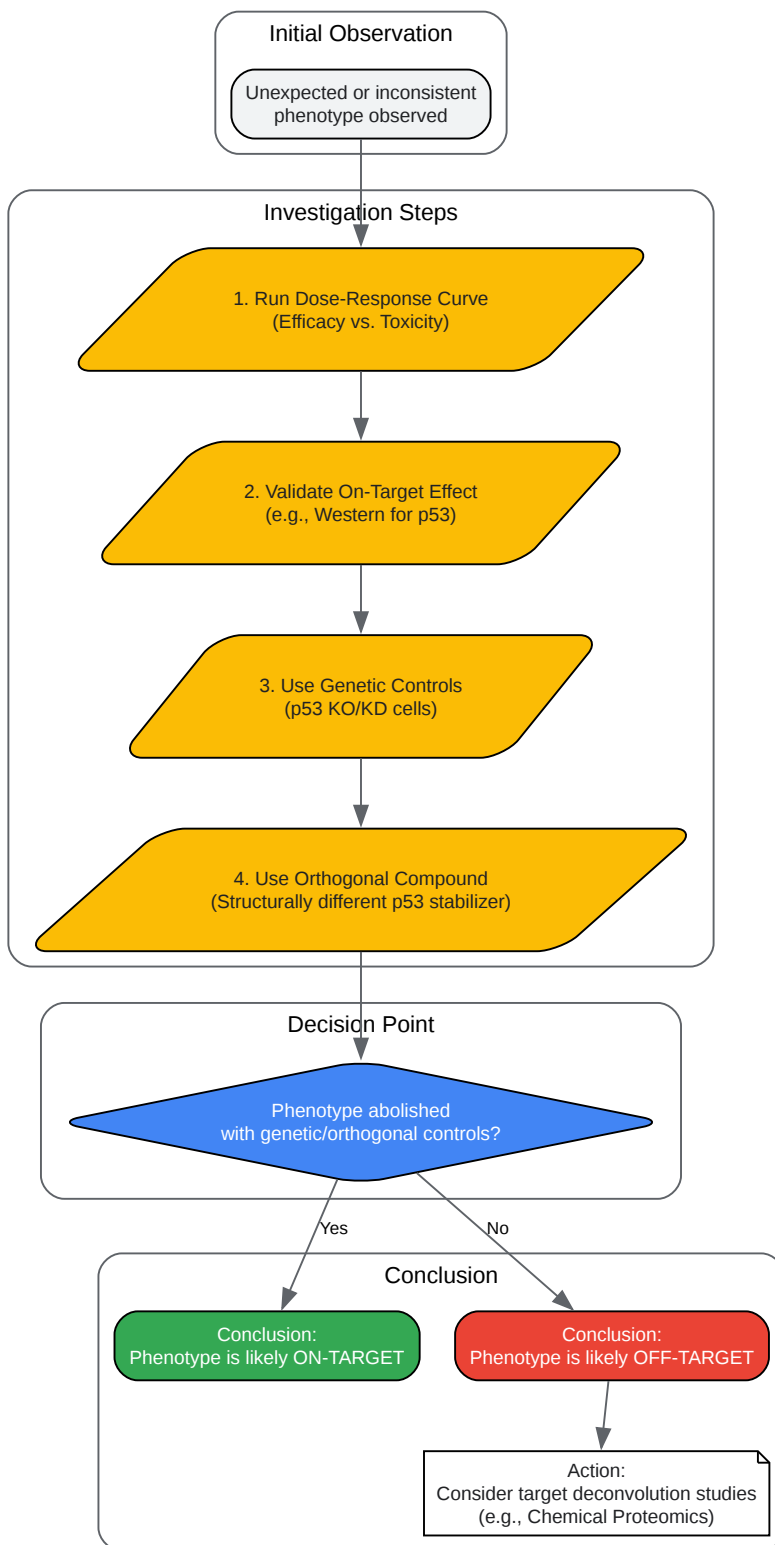 Initial Observation
Unexpected or inconsistent
phenotype observed
Investigation Steps
1. Run Dose-Response Curve
(Efficacy vs. Toxicity)
2. Validate On-Target Effect
(e.g., Western for p53)
3. Use Genetic Controls
(p53 KO/KD cells)
4. Use Orthogonal Compound
(Structurally different p53 stabilizer)
Decision Point
Phenotype abolished
with genetic/orthogonal controls?
Yes
No
Conclusion
Conclusion:
Phenotype is likely ON-TARGET
Conclusion:
Phenotype is likely OFF-TARGET
Action:
Consider target deconvolution studies
(e.g., Chemical Proteomics)